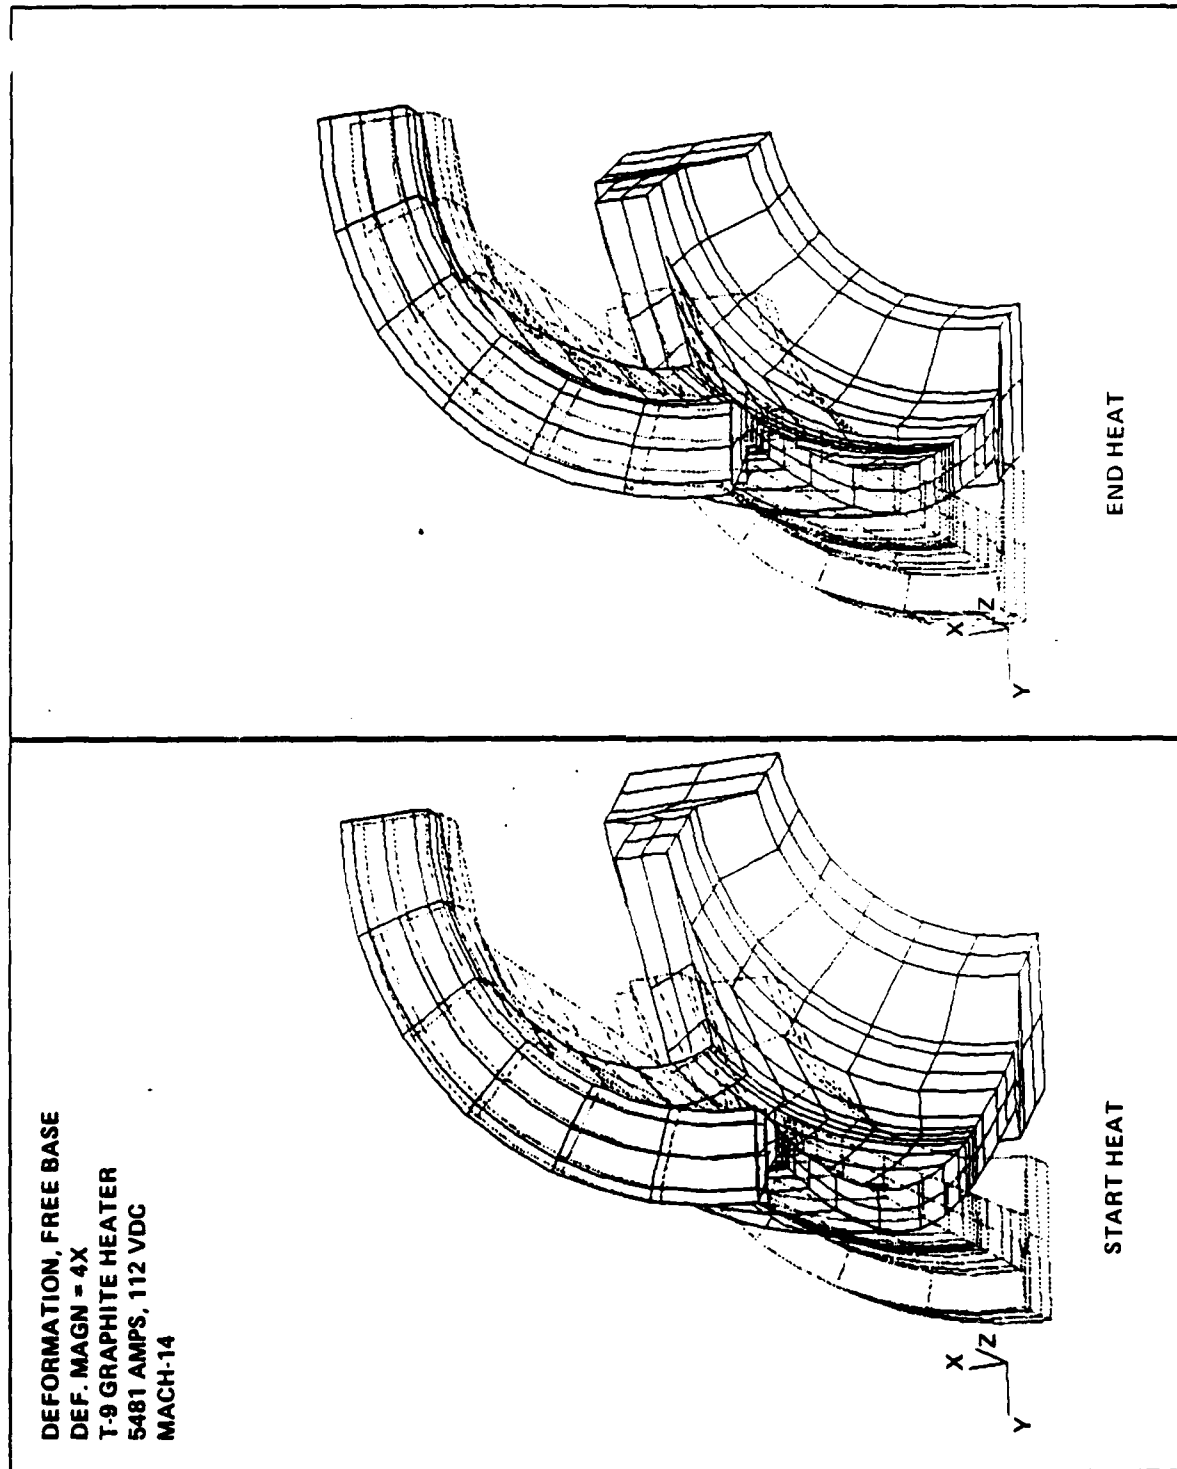 DEFORMATION, FREE BASE
DEF. MAGN = 4X
T-9 GRAPHITE HEATER
5481 AMPS, 112 VDC
MACH-14
X
Z
Y
START HEAT
X
Z
Y
END HEAT